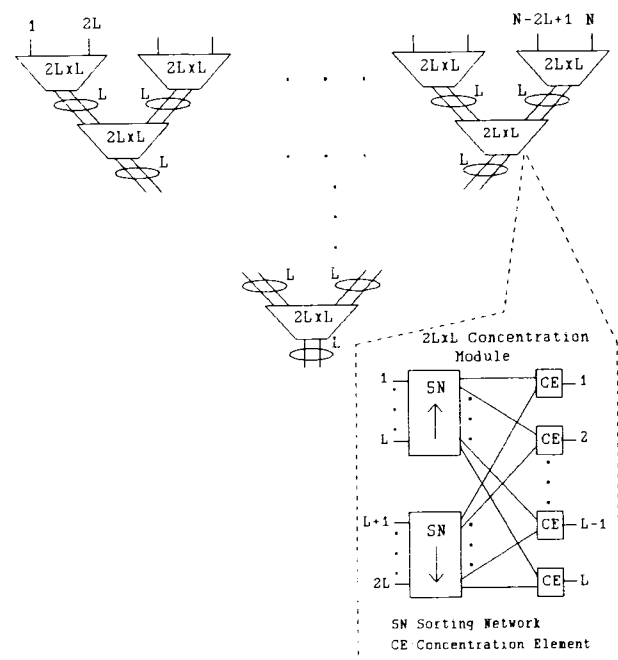 1 2L N-2L+1 N
2LxL 2LxL 2LxL 2LxL
L L L L
2LxL 2LxL
L L
L L
2LxL
L
2LxL Concentration
Module
1 SN CE 1
L CE 2
L+1 SN CE L-1
2L CE L
SN Sorting Network
CE Concentration Element